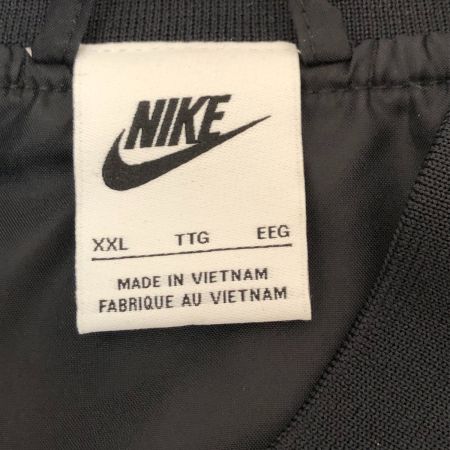 NIKE
XXL TTG EEG
MADE IN VIETNAM
FABRIQUE AU VIETNAM